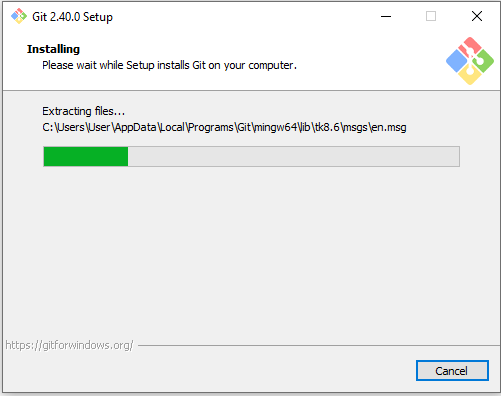 Git 2.40.0 Setup
Installing
Please wait while Setup installs Git on your computer.
Extracting files...
C:\Users\User\AppData\Local\Programs\Git\mingw64\lib\tk8.6\msgs\en.msg
https://gitforwindows.org/
Cancel